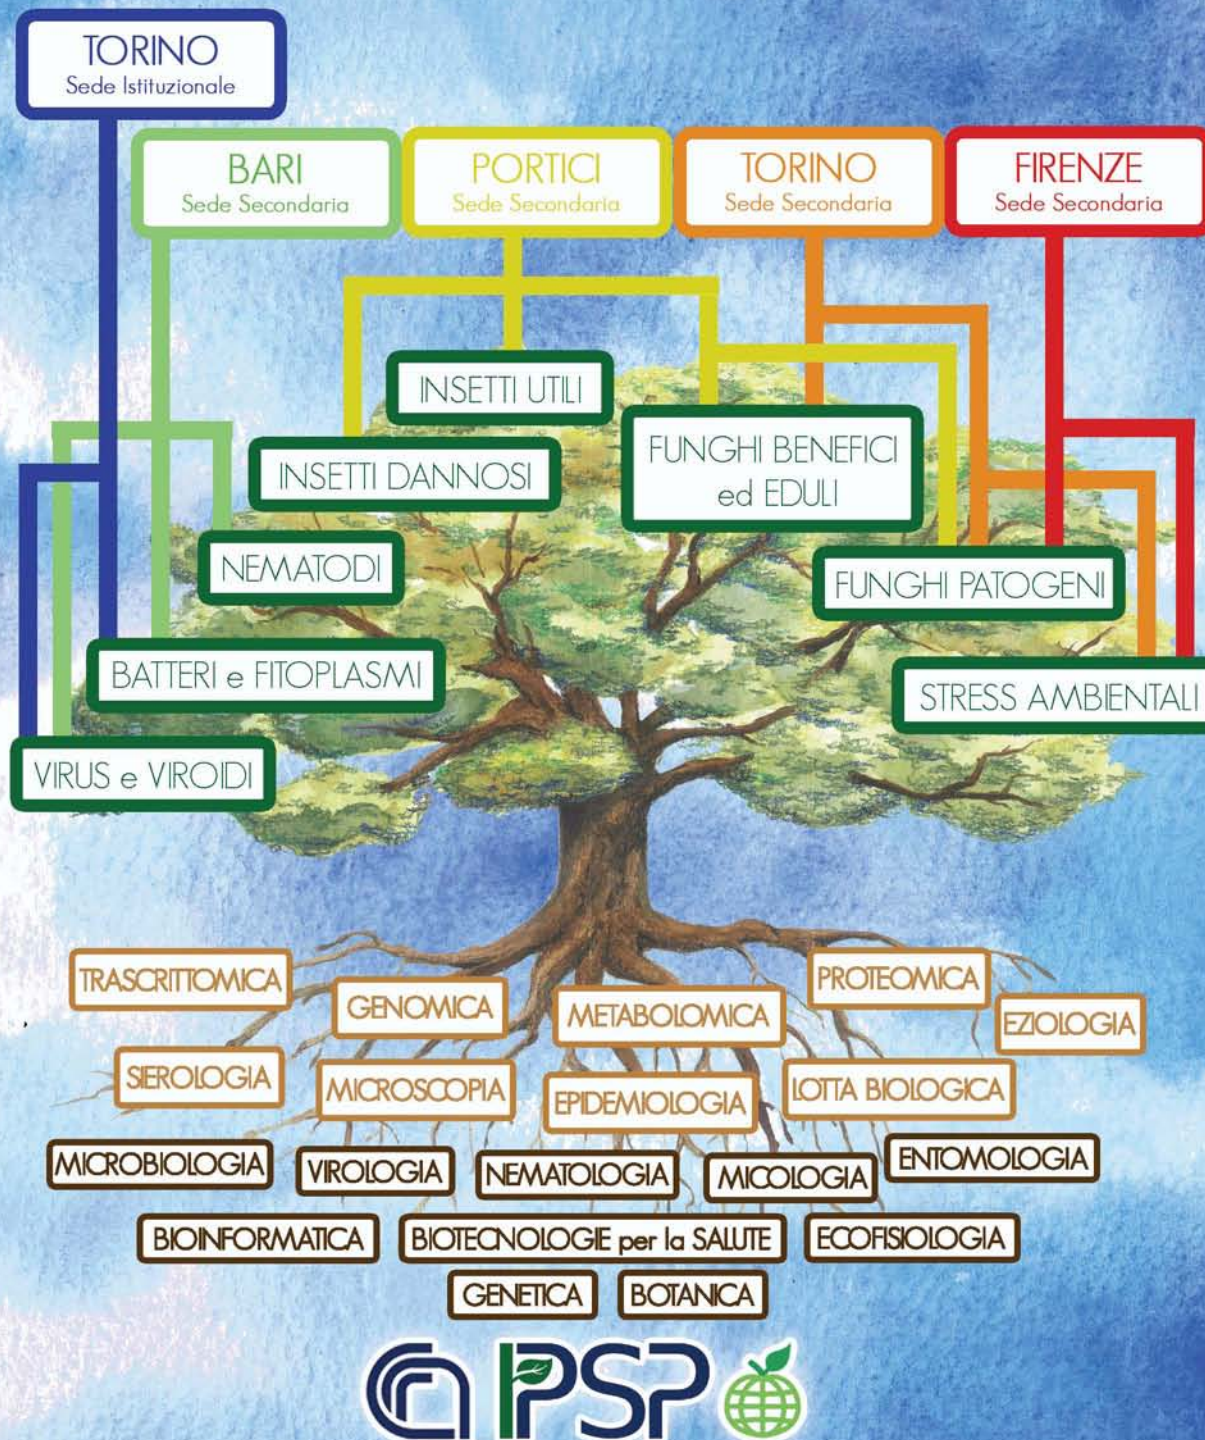 TORINO
Sede Istituzionale
BARI
Sede Secondaria
PORTICI
Sede Secondaria
TORINO
Sede Secondaria
FIRENZE
Sede Secondaria
INSETTI UTILI
INSETTI DANNOSI
FUNGHI BENEFICI
ed EDULI
NEMATODI
FUNGHI PATOGENI
BATTERI e FITOPLASMI
STRESS AMBIENTALI
VIRUS e VIROIDI
TRASCRITTOMICA
GENOMICA
METABOLOMICA
PROTEOMICA
EZIOLOGIA
SIEROLOGIA
MICROSCOPIA
EPIDEMIOLOGIA
LOTTA BIOLOGICA
MICROBIOLOGIA
VIROLOGIA
NEMATOLOGIA
MICOLOGIA
ENTOMOLOGIA
BIOINFORMATICA
BIOTECNOLOGIE per la SALUTE
ECOFISIOLOGIA
GENETICA
BOTANICA
IPSP